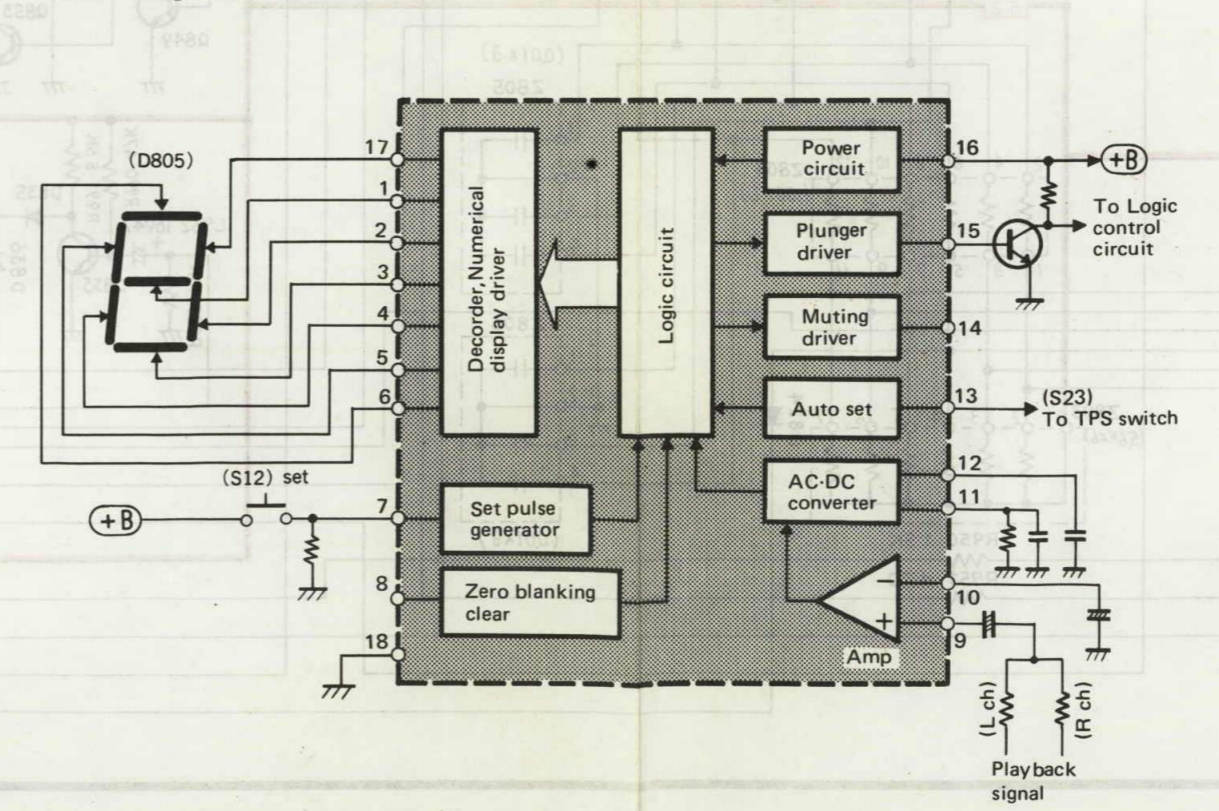 (D805)
17
1
2
3
4
5
6
(S12) set
+B
7
8
18
Decorder, Numerical
display driver
Set pulse
generator
Zero blanking
clear
Logic circuit
Power
circuit
Plunger
driver
Muting
driver
Auto set
AC·DC
converter
Amp
−
+
16
+B
15
To Logic
control
circuit
14
13
(S23)
To TPS switch
12
11
10
9
(L ch)
(R ch)
Playback
signal